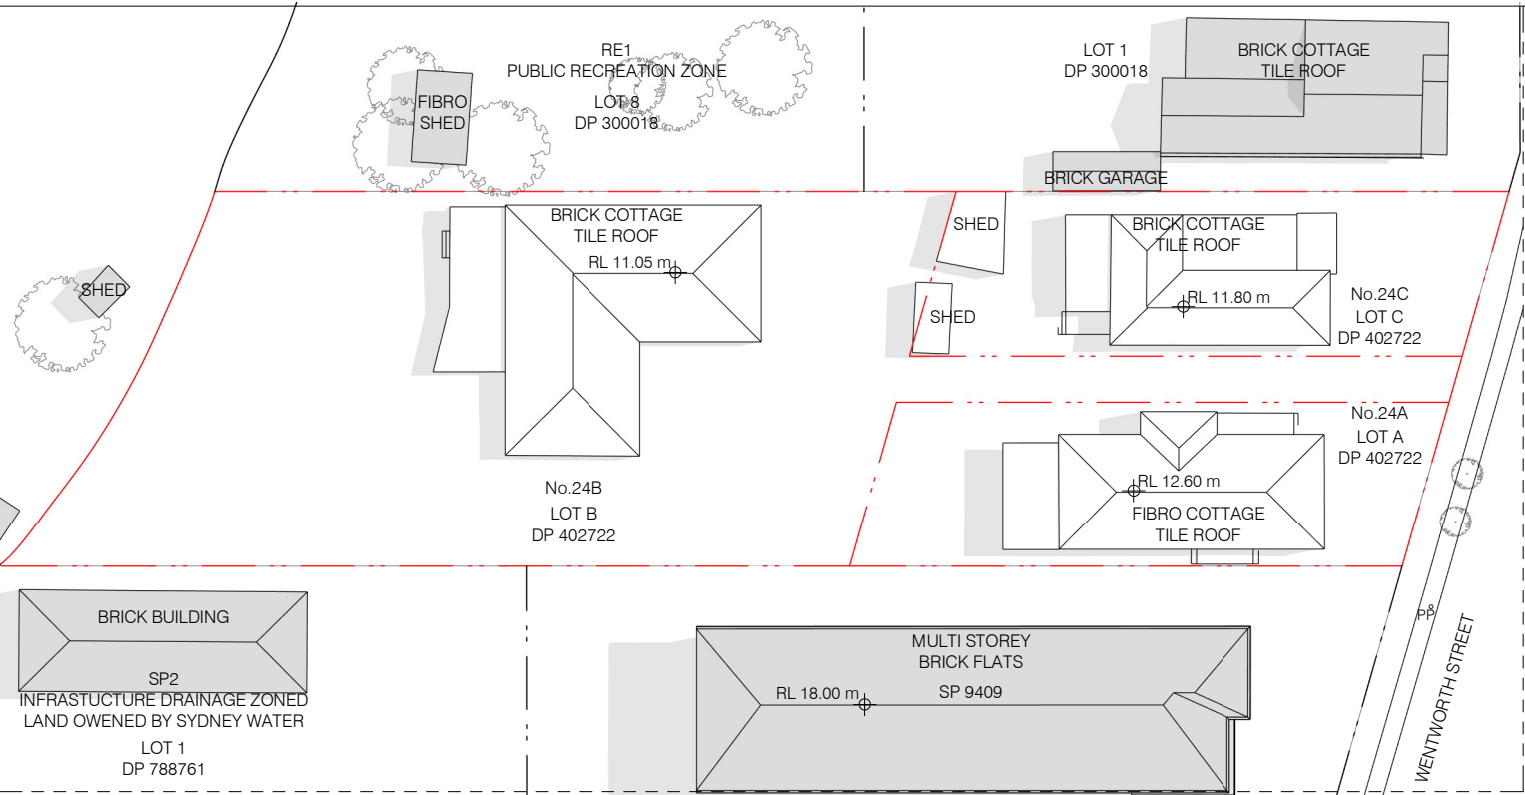 RE1
PUBLIC RECREATION ZONE
LOT 8
DP 300018
FIBRO
SHED
LOT 1
DP 300018
BRICK COTTAGE
TILE ROOF
BRICK GARAGE
BRICK COTTAGE
TILE ROOF
RL 11.05 m
SHED
SHED
SHED
BRICK COTTAGE
TILE ROOF
RL 11.80 m
No.24C
LOT C
DP 402722
No.24A
LOT A
DP 402722
RL 12.60 m
FIBRO COTTAGE
TILE ROOF
No.24B
LOT B
DP 402722
BRICK BUILDING
SP2
INFRASTUCTURE DRAINAGE ZONED
LAND OWENED BY SYDNEY WATER
LOT 1
DP 788761
MULTI STOREY
BRICK FLATS
SP 9409
RL 18.00 m
PP
WENTWORTH STREET